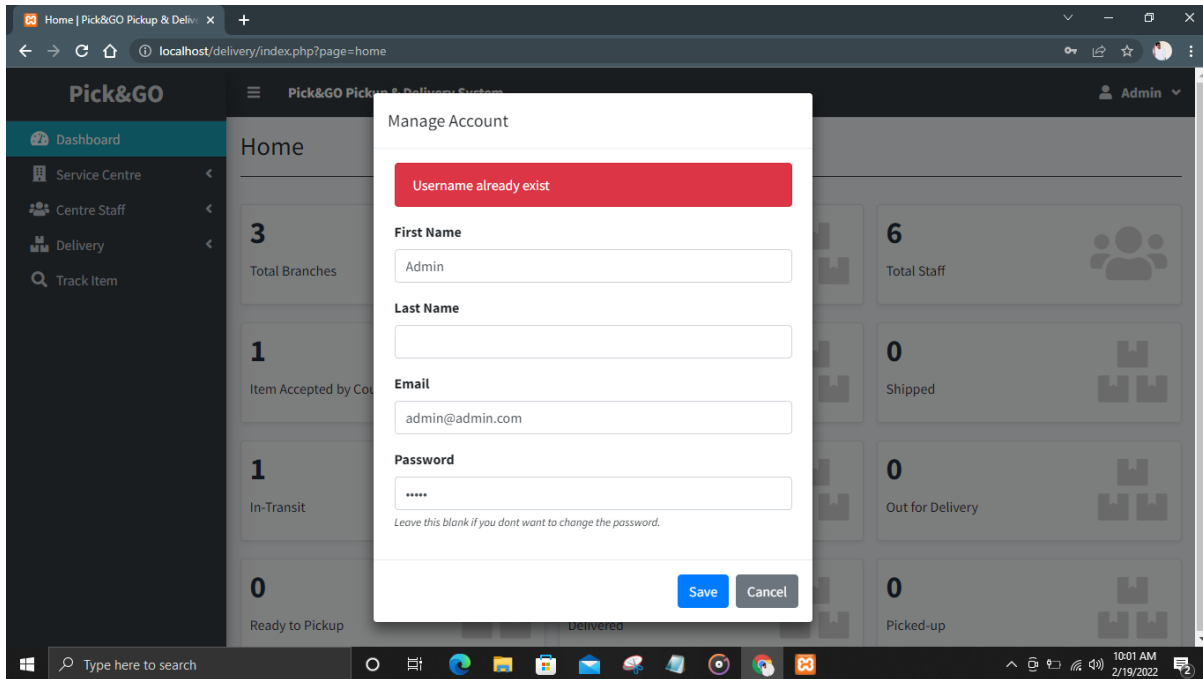 Home | Pick&GO Pickup & Delive
localhost/delivery/index.php?page=home
Pick&GO
Pick&GO Pickup & Delivery System
Admin
Manage Account
Dashboard
Home
Service Centre
Username already exist
Centre Staff
First Name
3
6
Delivery
Admin
Total Branches
Total Staff
Track Item
Last Name
1
0
Email
Item Accepted by Cou
Shipped
admin@admin.com
Password
1
0
•••••
In-Transit
Out for Delivery
Leave this blank if you dont want to change the password.
0
0
Save
Cancel
Ready to Pickup
Delivered
Picked-up
Type here to search
10:01 AM
2/19/2022
2